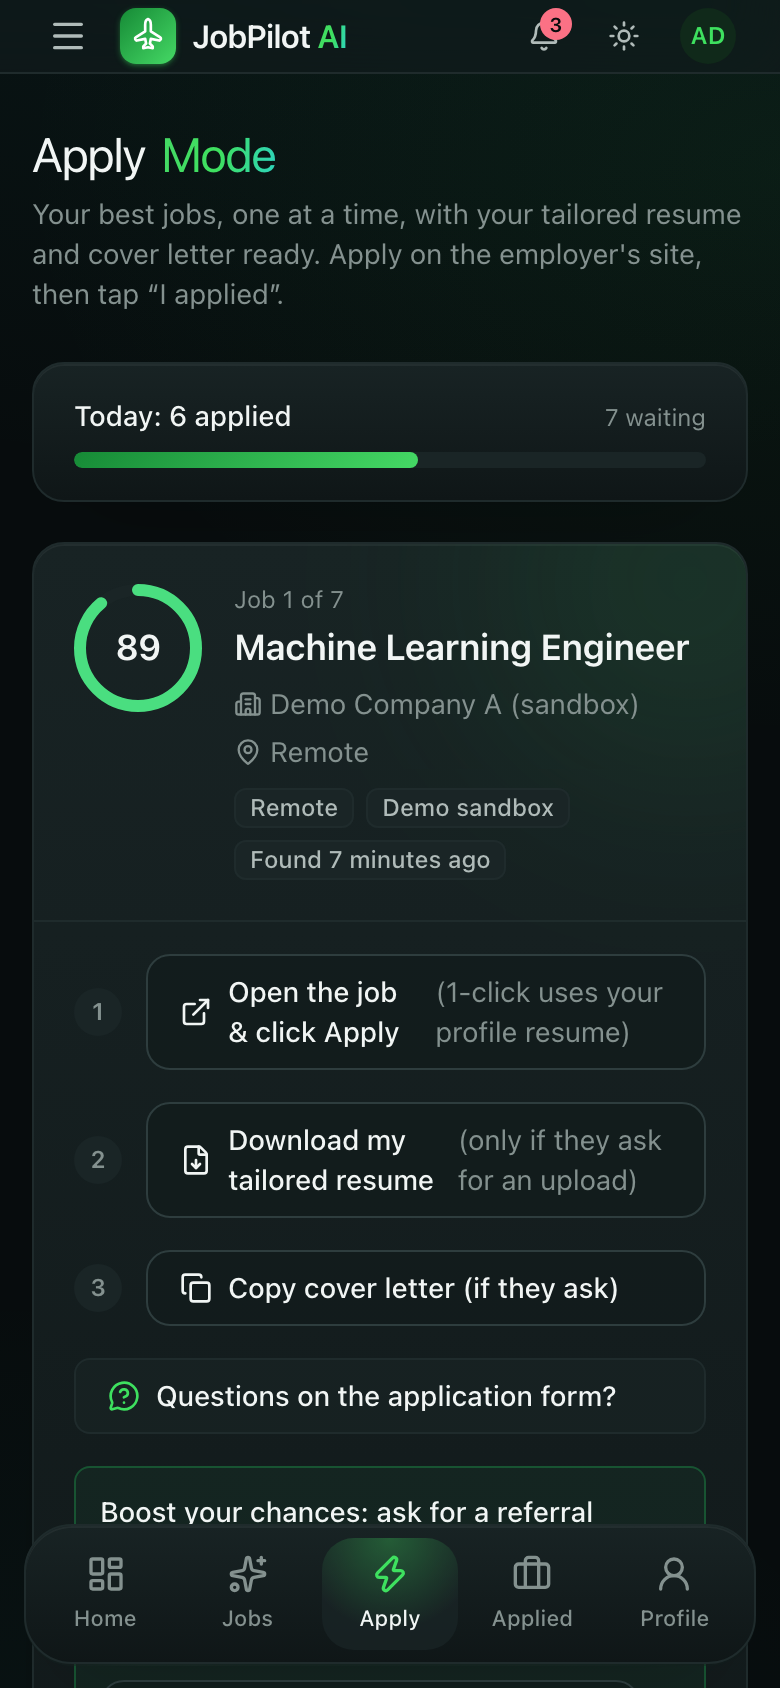 JobPilot AI
3
AD
Apply Mode
Your best jobs, one at a time, with your tailored resume
and cover letter ready. Apply on the employer's site,
then tap “I applied”.
Today: 6 applied
7 waiting
89
Job 1 of 7
Machine Learning Engineer
Demo Company A (sandbox)
Remote
Remote
Demo sandbox
Found 7 minutes ago
1
Open the job
& click Apply
(1-click uses your
profile resume)
2
Download my
tailored resume
(only if they ask
for an upload)
3
Copy cover letter (if they ask)
Questions on the application form?
Boost your chances: ask for a referral
Home
Jobs
Apply
Applied
Profile